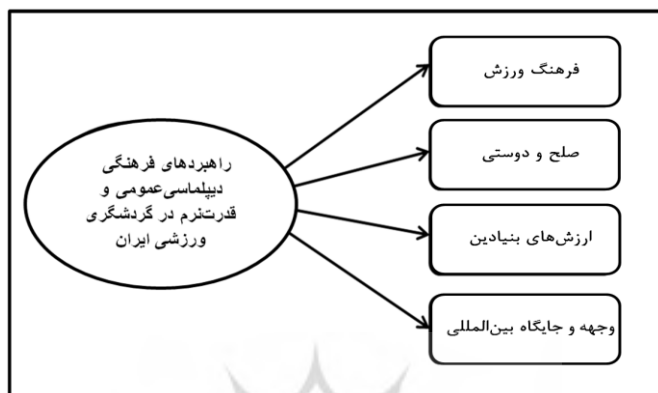 راهبردهای فرهنگی
دیپلماسی‌عمومی و
قدرت‌نرم در گردشگری
ورزشی ایران
فرهنگ ورزش
صلح و دوستی
ارزش‌های بنیادین
وجهه و جایگاه بین‌المللی